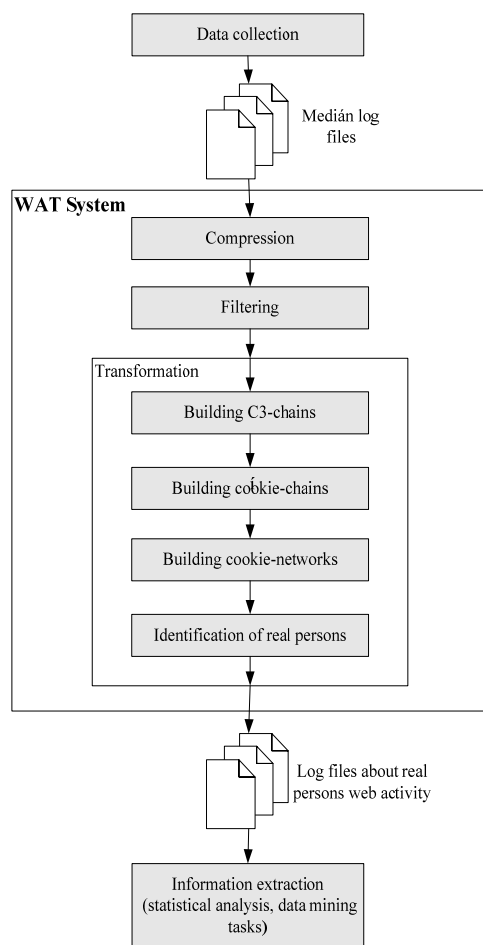 Data collection
Medián log
files
WAT System
Compression
Filtering
Transformation
Building C3-chains
Building cookie-chains
Building cookie-networks
Identification of real persons
Log files about real
persons web activity
Information extraction
(statistical analysis, data mining
tasks)